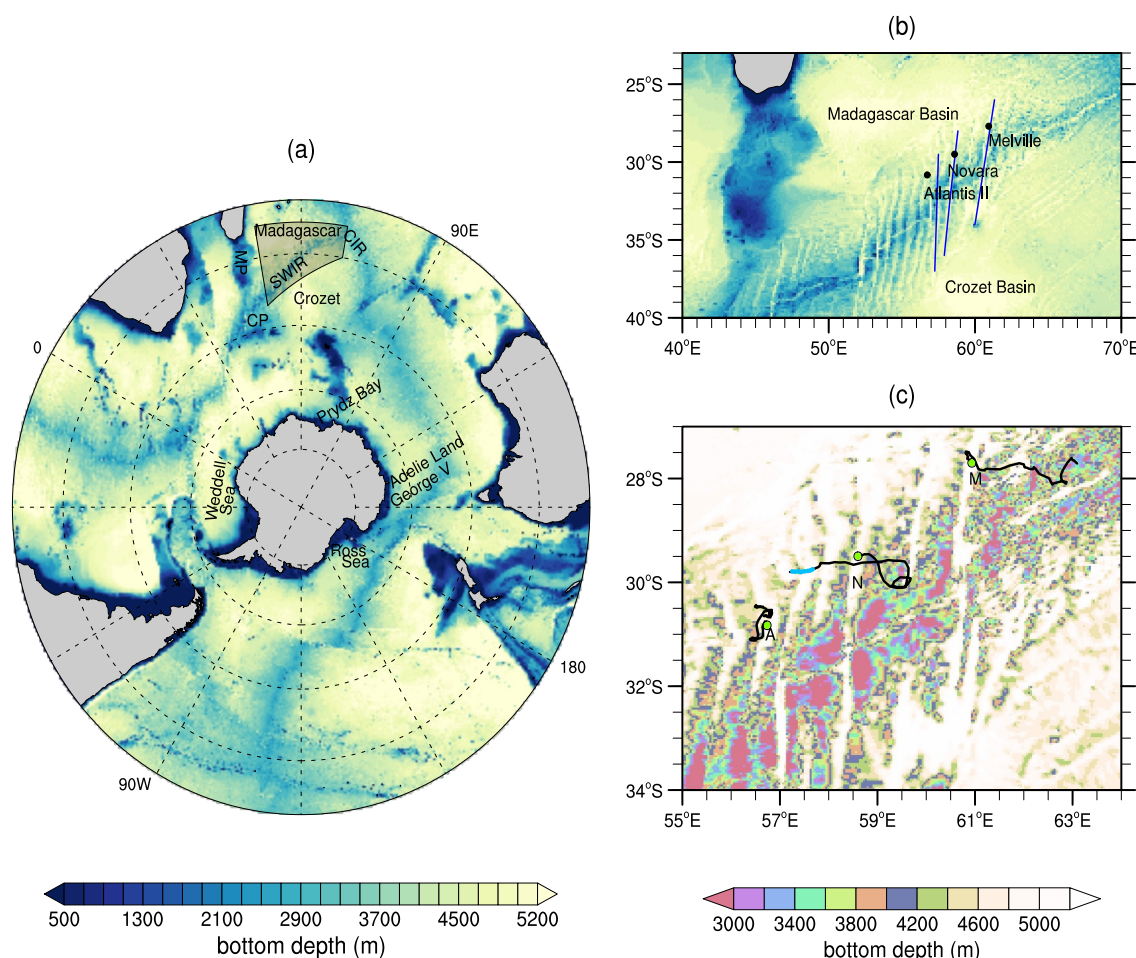 (a)
90E
Madagascar
CIR
MP
SWIR
Crozet
CP
0
Prydz Bay
Weddell
Sea
Adelie Land
George V
Ross
Sea
180
90W
500 1300 2100 2900 3700 4500 5200
bottom depth (m)
(b)
25°S
30°S
35°S
40°S
Madagascar Basin
Melville
Novara
Atlantis II
Crozet Basin
40°E 50°E 60°E 70°E
(c)
28°S
30°S
32°S
34°S
M
N
A
55°E 57°E 59°E 61°E 63°E
3000 3400 3800 4200 4600 5000
bottom depth (m)